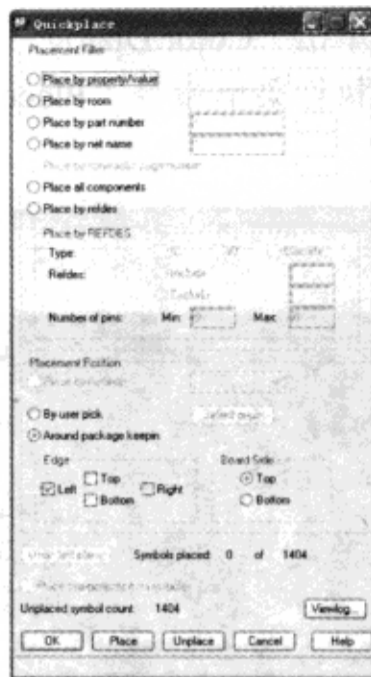 Quickplace
Placement Filter
Place by property/value
Place by room
Place by part number
Place by net name
Place all components
Place by refdes
Place by REFDES
Type:
Refdes:
Number of pins: Min: Max:
Placement Position
By user pick
Around package keepin
Edge Board Side
Top Top
Left Right
Bottom Bottom
Symbols placed: 0 of 1404
Unplaced symbol count: 1404 Viewlog...
OK Place Unplace Cancel Help